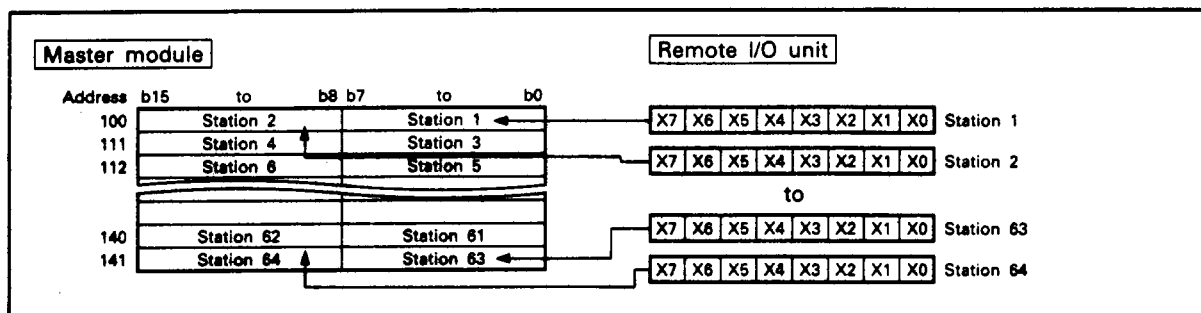 Master module
Remote I/O unit
Address b15 to b8 b7 to b0
100 Station 2 Station 1
X7 X6 X5 X4 X3 X2 X1 X0 Station 1
111 Station 4 Station 3
112 Station 6 Station 5
X7 X6 X5 X4 X3 X2 X1 X0 Station 2
to
140 Station 62 Station 61
X7 X6 X5 X4 X3 X2 X1 X0 Station 63
141 Station 64 Station 63
X7 X6 X5 X4 X3 X2 X1 X0 Station 64